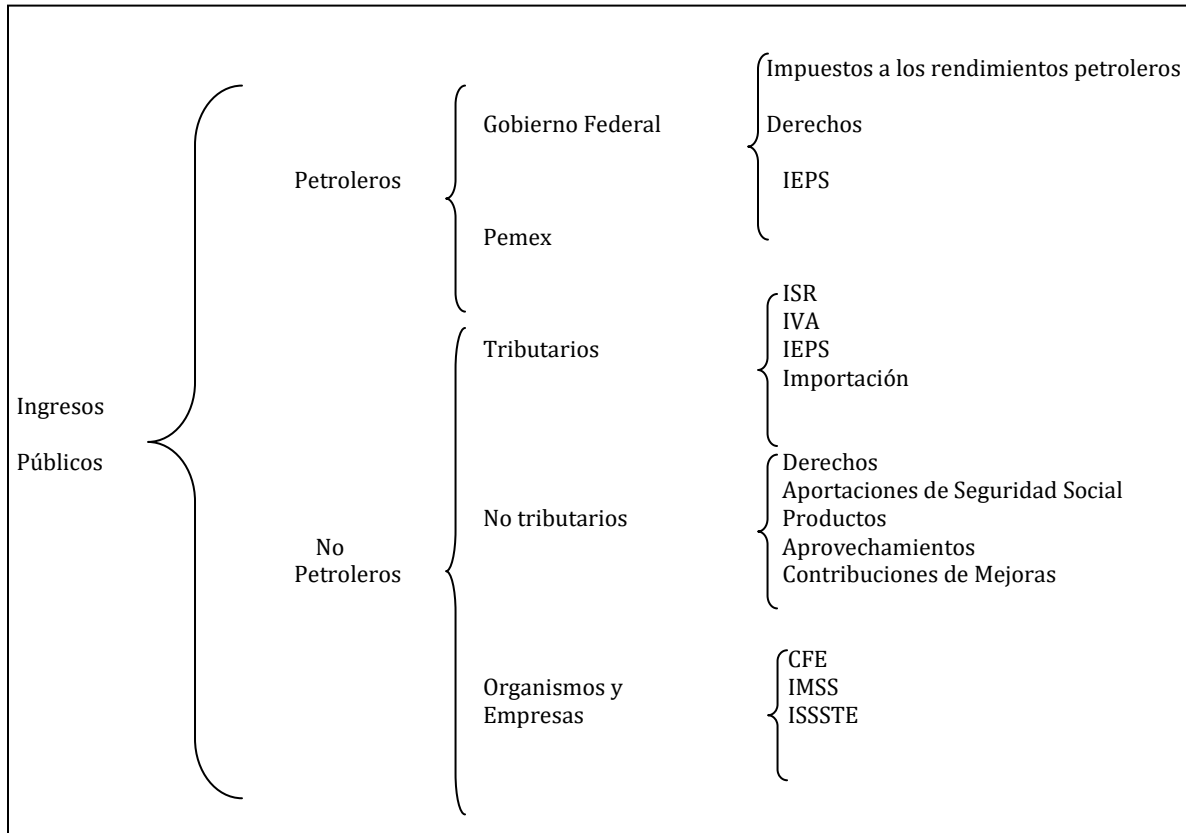 Ingresos
Públicos
Petroleros
Gobierno Federal
Impuestos a los rendimientos petroleros
Derechos
IEPS
Pemex
No
Petroleros
Tributarios
ISR
IVA
IEPS
Importación
No tributarios
Derechos
Aportaciones de Seguridad Social
Productos
Aprovechamientos
Contribuciones de Mejoras
Organismos y
Empresas
CFE
IMSS
ISSSTE